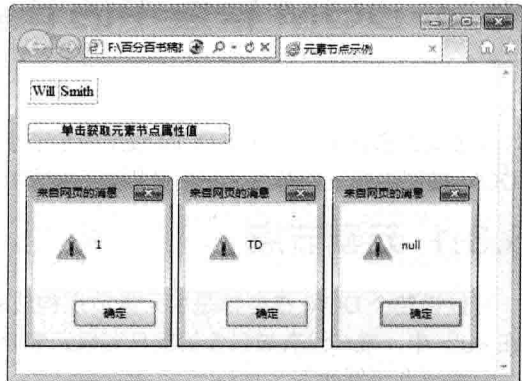 F:\百分百书稿
元素节点示例
Will Smith
单击获取元素节点属性值
来自网页的消息
1
确定
来自网页的消息
TD
确定
来自网页的消息
null
确定